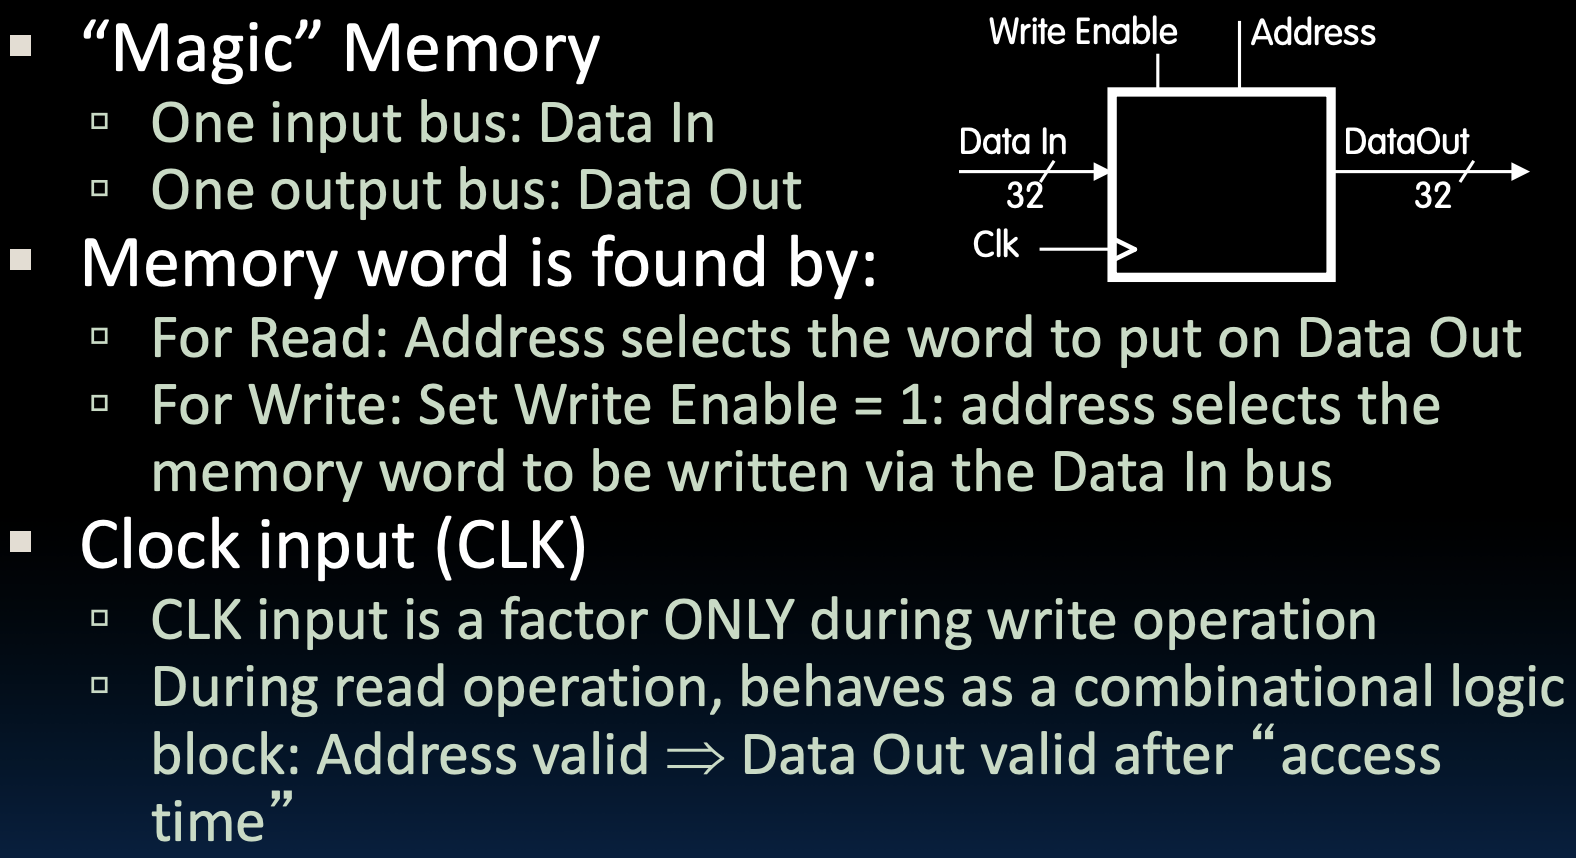 “Magic” Memory
One input bus: Data In
One output bus: Data Out
Memory word is found by:
For Read: Address selects the word to put on Data Out
For Write: Set Write Enable = 1: address selects the
memory word to be written via the Data In bus
Clock input (CLK)
CLK input is a factor ONLY during write operation
During read operation, behaves as a combinational logic
block: Address valid ⇒ Data Out valid after “access
time”
Write Enable
Address
Data In
32
Clk
DataOut
32